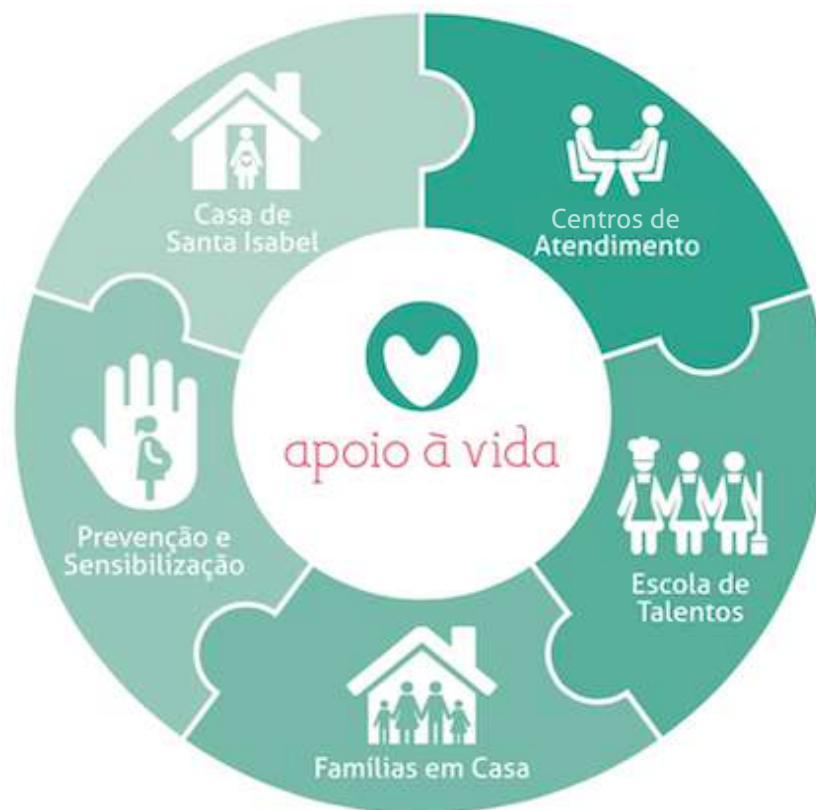 Casa de
Santa Isabel
Centros de
Atendimento
apoio à vida
Prevenção e
Sensibilização
Escola de
Talentos
Famílias em Casa